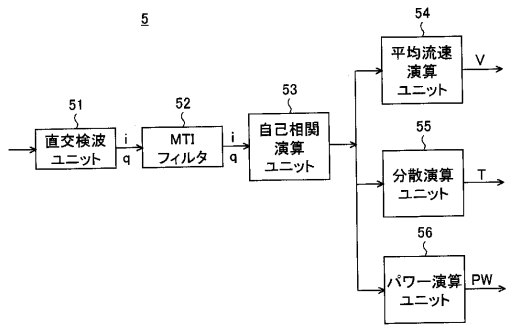 5
51
直交検波
ユニット
i
q
52
MTI
フィルタ
i
q
53
自己相関
演算
ユニット
54
平均流速
演算
ユニット
V
55
分散演算
ユニット
T
56
パワー演算
ユニット
PW